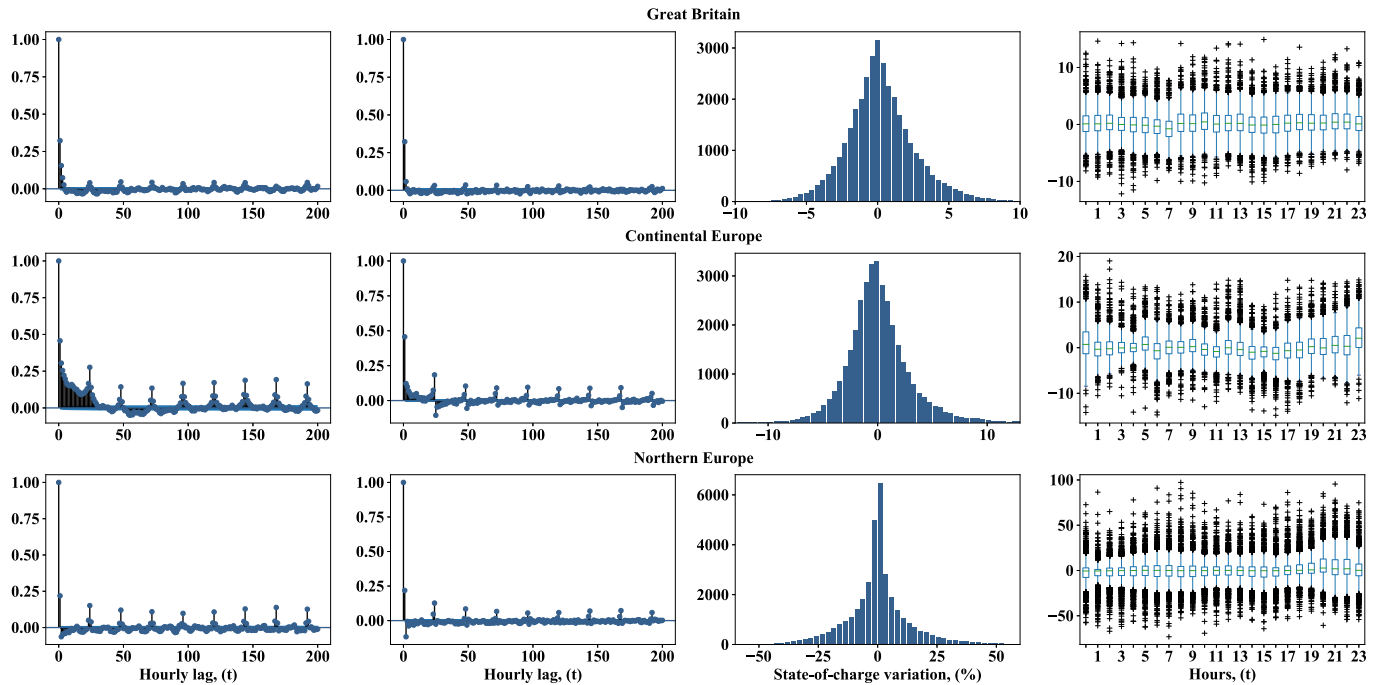 Great Britain
1.00 0.75 0.50 0.25 0.00
0 50 100 150 200
1.00 0.75 0.50 0.25 0.00
0 50 100 150 200
3000 2000 1000 0
−10 −5 0 5 10
10 0 −10
1 3 5 7 9 11 13 15 17 19 21 23
Continental Europe
1.00 0.75 0.50 0.25 0.00
0 50 100 150 200
1.00 0.75 0.50 0.25 0.00
0 50 100 150 200
3000 2000 1000 0
−10 0 10
20 10 0 −10
1 3 5 7 9 11 13 15 17 19 21 23
Northern Europe
1.00 0.75 0.50 0.25 0.00
0 50 100 150 200
Hourly lag, (t)
1.00 0.75 0.50 0.25 0.00
0 50 100 150 200
Hourly lag, (t)
6000 4000 2000 0
−50 −25 0 25 50
State-of-charge variation, (%)
100 50 0 −50
1 3 5 7 9 11 13 15 17 19 21 23
Hours, (t)